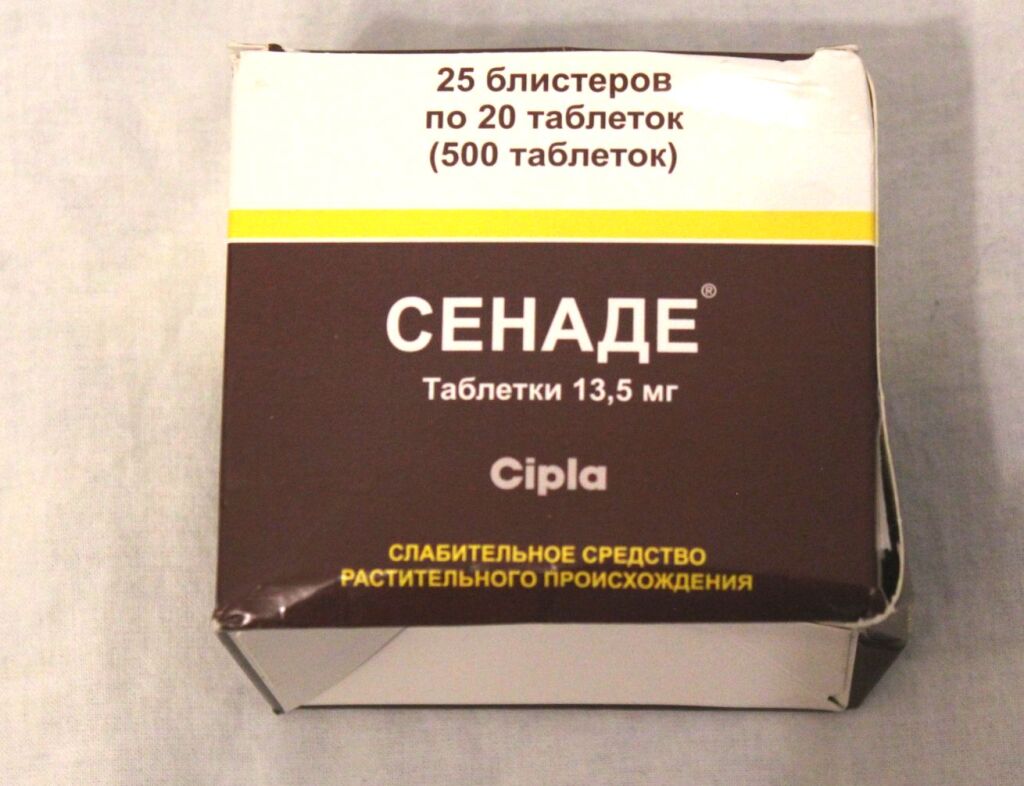 25 блистеров
по 20 таблеток
(500 таблеток)
СЕНАДЕ®
Таблетки 13,5 мг
Cipla
СЛАБИТЕЛЬНОЕ СРЕДСТВО
РАСТИТЕЛЬНОГО ПРОИСХОЖДЕНИЯ